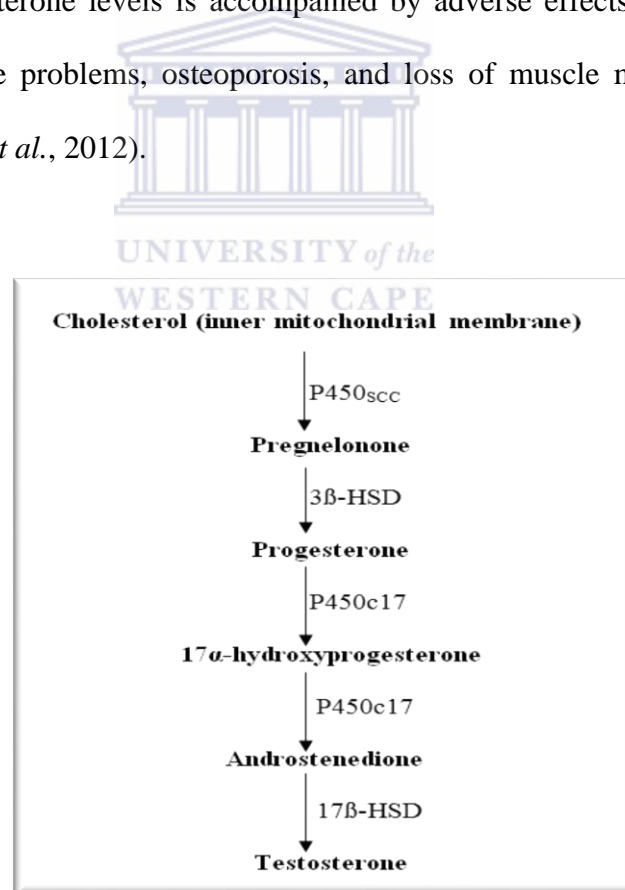 terone levels is accompanied by adverse effects
e problems, osteoporosis, and loss of muscle m
t al., 2012).
UNIVERSITY of the
WESTERN CAPE
Cholesterol (inner mitochondrial membrane)
P450scc
Pregnelonone
3ß-HSD
Progesterone
P450c17
17α-hydroxyprogesterone
P450c17
Androstenedione
17ß-HSD
Testosterone